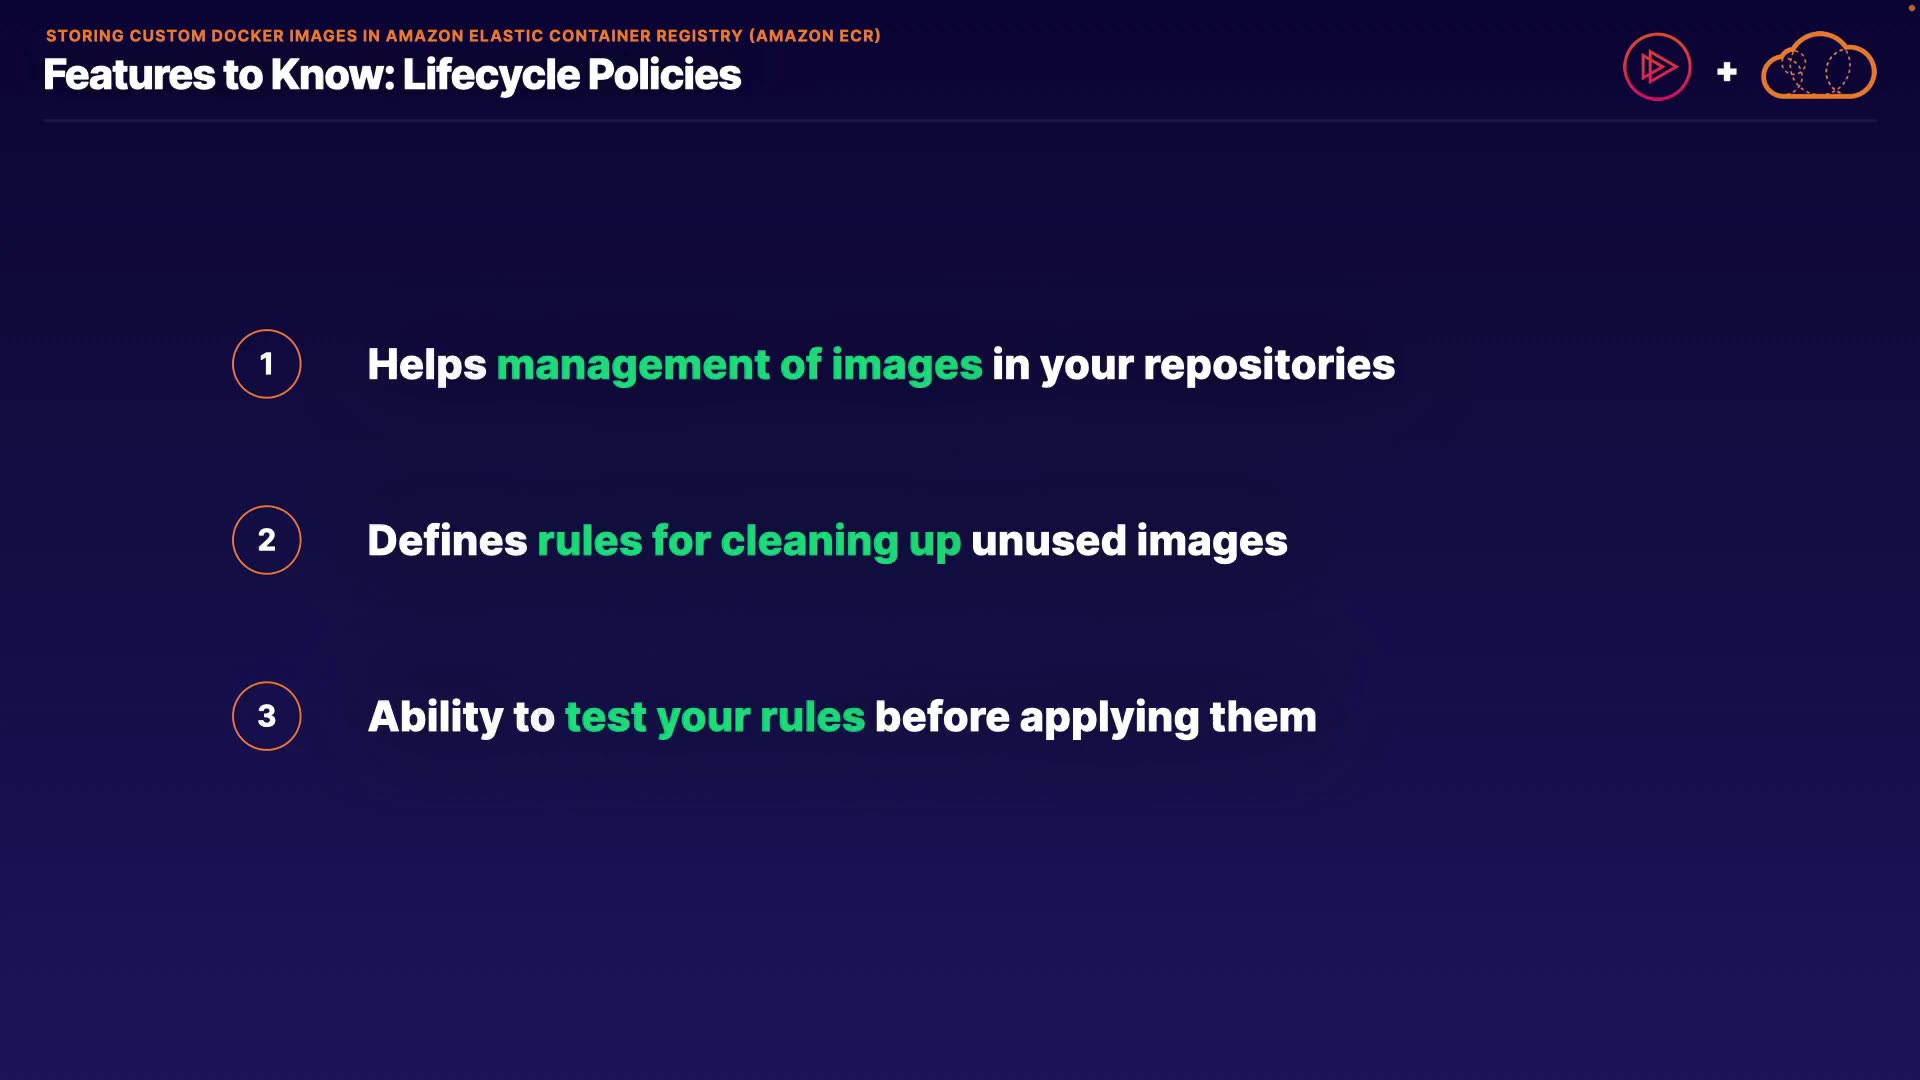 STORING CUSTOM DOCKER IMAGES IN AMAZON ELASTIC CONTAINER REGISTRY (AMAZON ECR)
Features to Know: Lifecycle Policies
+
1
Helps management of images in your repositories
2
Defines rules for cleaning up unused images
3
Ability to test your rules before applying them